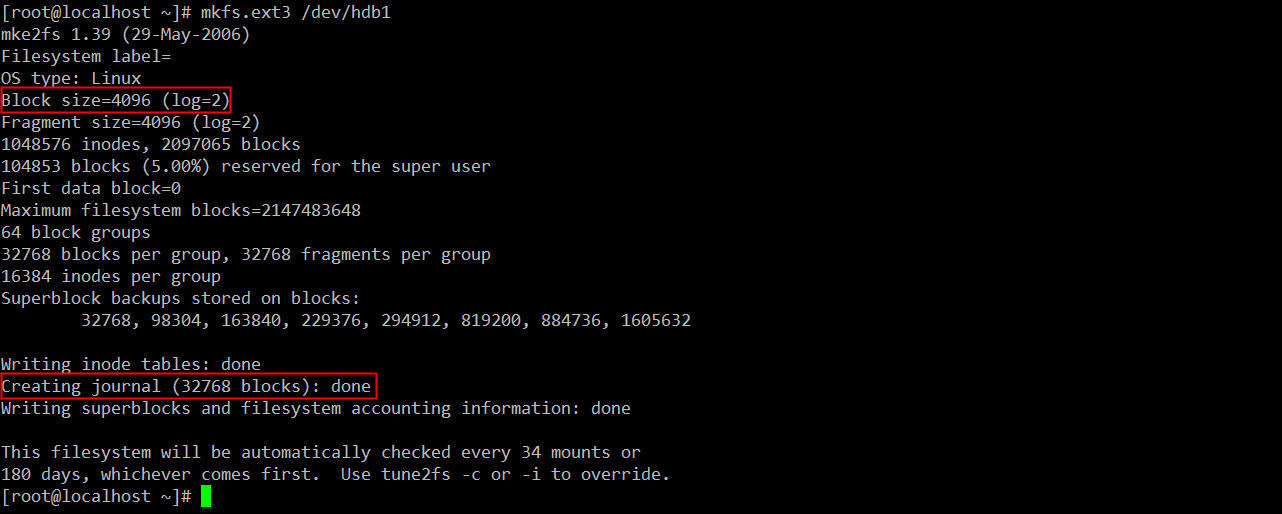 [root@localhost ~]# mkfs.ext3 /dev/hdb1
mke2fs 1.39 (29-May-2006)
Filesystem label=
OS type: Linux
Block size=4096 (log=2)
Fragment size=4096 (log=2)
1048576 inodes, 2097065 blocks
104853 blocks (5.00%) reserved for the super user
First data block=0
Maximum filesystem blocks=2147483648
64 block groups
32768 blocks per group, 32768 fragments per group
16384 inodes per group
Superblock backups stored on blocks:
32768, 98304, 163840, 229376, 294912, 819200, 884736, 1605632
Writing inode tables: done
Creating journal (32768 blocks): done
Writing superblocks and filesystem accounting information: done
This filesystem will be automatically checked every 34 mounts or
180 days, whichever comes first.  Use tune2fs -c or -i to override.
[root@localhost ~]#